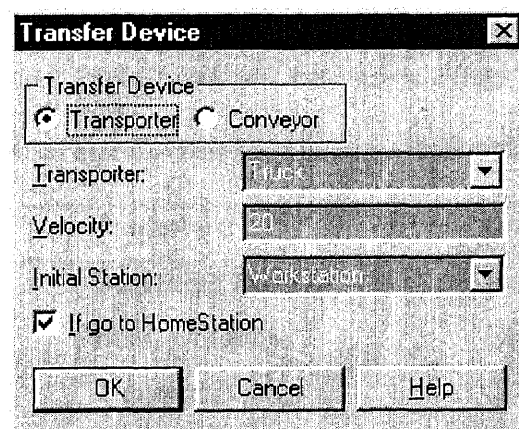 Transfer Device
Transfer Device
Transporter Conveyor
Transporter: Truck
Velocity: 20
Initial Station: Workstation
If go to HomeStation
OK Cancel Help